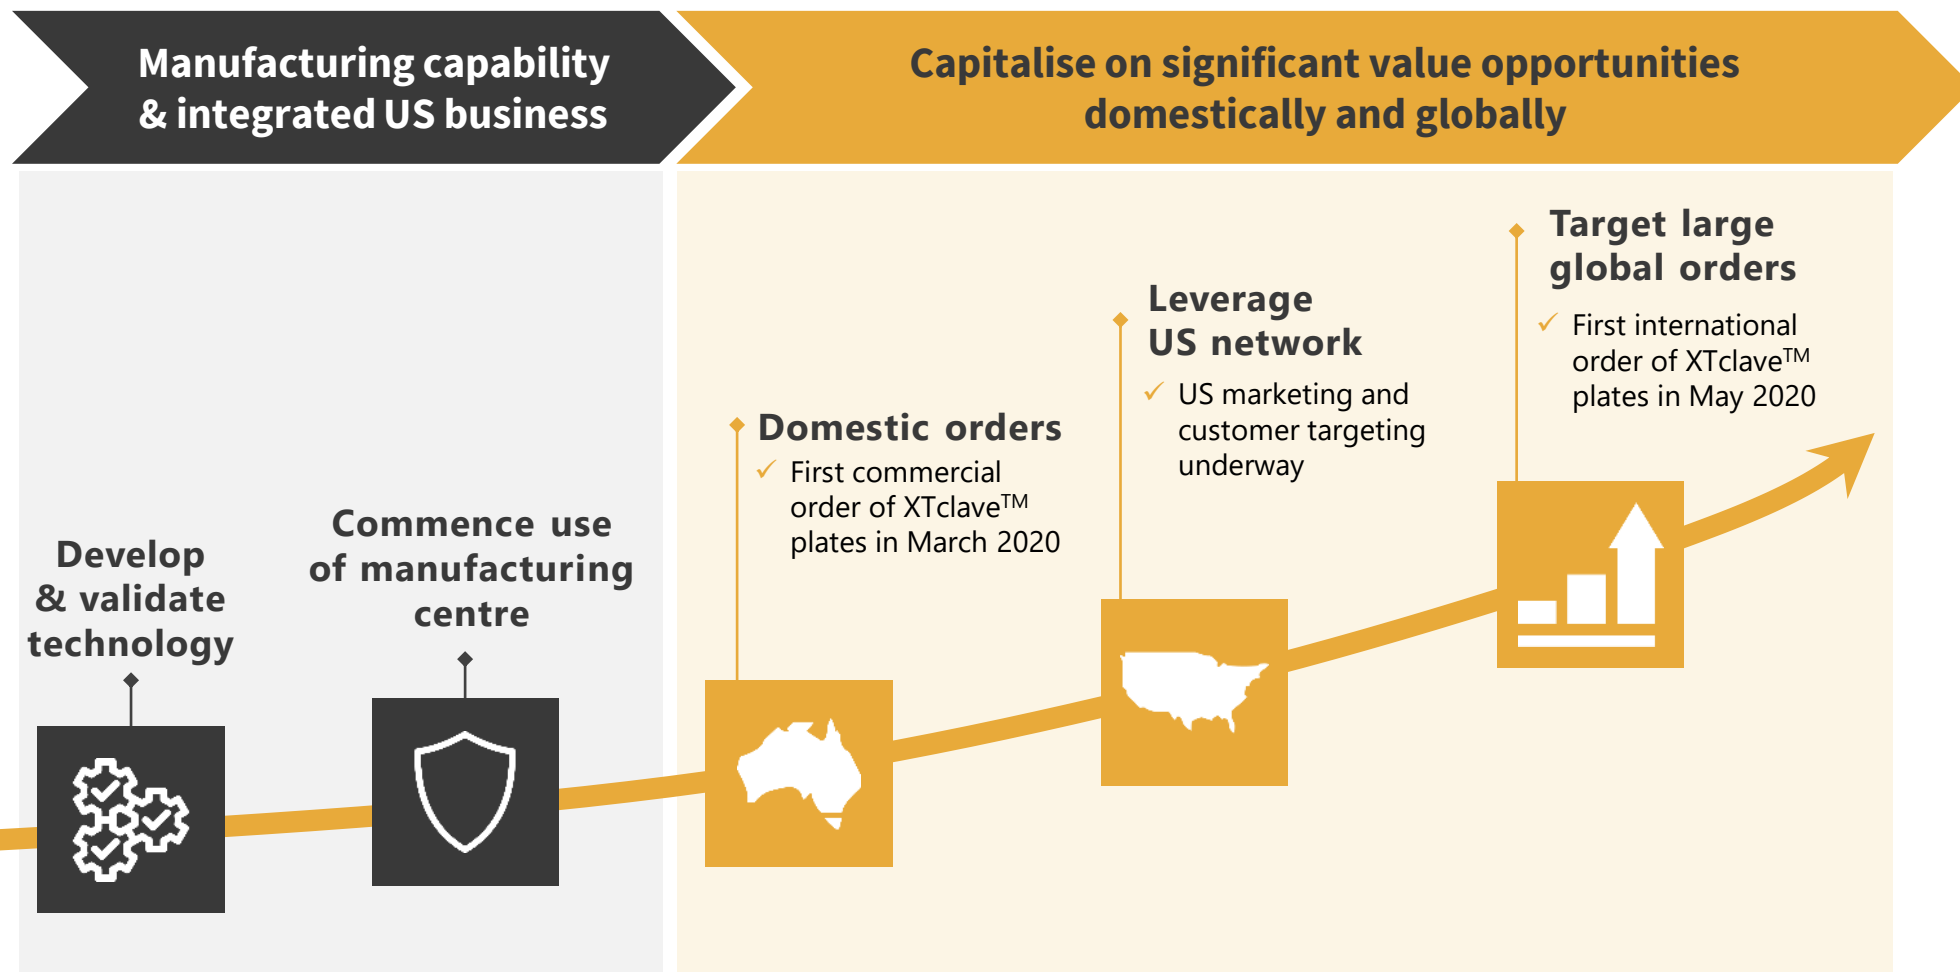 Manufacturing capability
& integrated US business
Capitalise on significant value opportunities
domestically and globally
Develop
& validate
technology
Commence use
of manufacturing
centre
Domestic orders
✓ First commercial
order of XTclave™
plates in March 2020
Leverage
US network
✓ US marketing and
customer targeting
underway
Target large
global orders
✓ First international
order of XTclave™
plates in May 2020